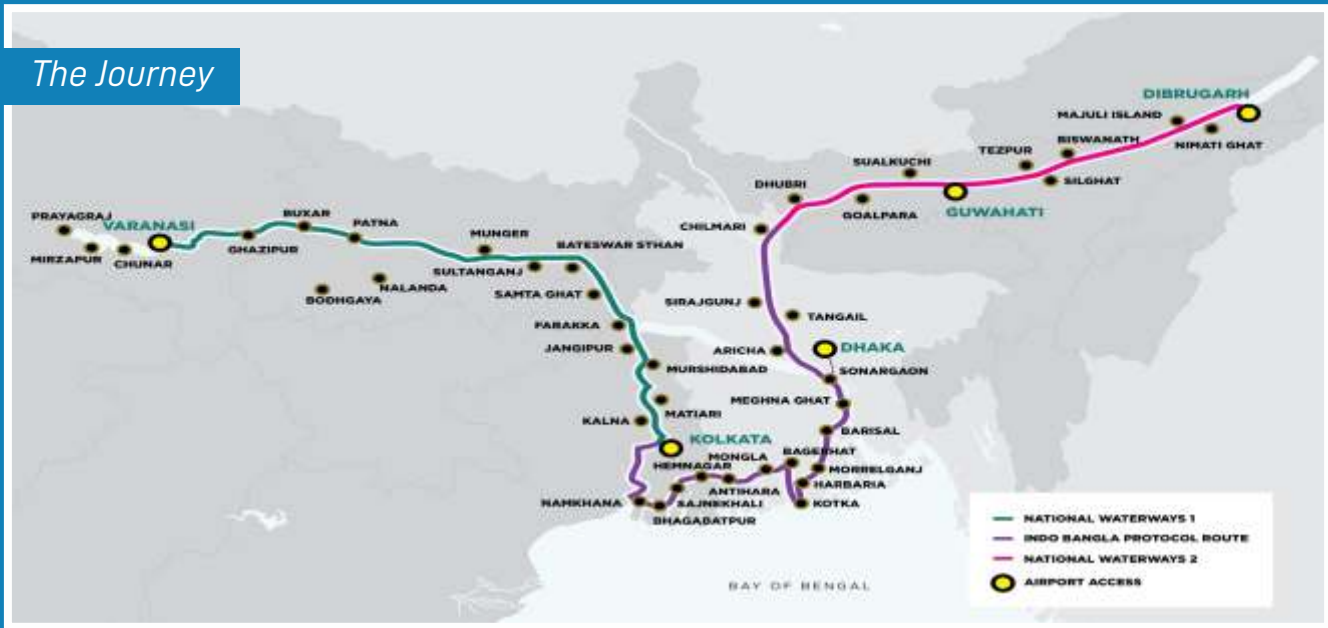 The Journey
DIBRUGARH
MAJULI ISLAND
NIMATI GHAT
BISWANATH
TEZPUR
SILGHAT
SUALKUCHI
GUWAHATI
DHUBRI
GOALPARA
CHILMARI
PRAYAGRAJ
VARANASI
MIRZAPUR
CHUNAR
GHAZIPUR
BUXAR
PATNA
MUNGER
BATESWAR STHAN
SULTANGANJ
NALANDA
BODHGAYA
SAMTA GHAT
SIRAJGUNJ
TANGAIL
FARAKKA
JANGIPUR
ARICHA
DHAKA
MURSHIDABAD
SONARGAON
MEGHNA GHAT
MATIARI
KALNA
BARISAL
KOLKATA
BAGERHAT
MONGLA
HEMNAGAR
MORRELGANJ
HARBARIA
ANTIHARA
NAMKHANA
SAJNEKHALI
KOTKA
BHAGABATPUR
BAY OF BENGAL
NATIONAL WATERWAYS 1
INDO BANGLA PROTOCOL ROUTE
NATIONAL WATERWAYS 2
AIRPORT ACCESS